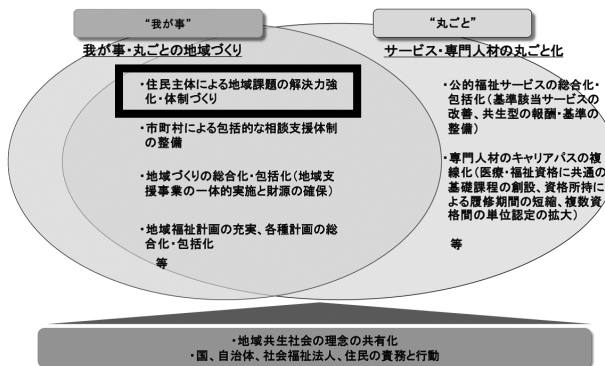 “我が事”
“丸ごと”
我が事・丸ごとの地域づくり
サービス・専門人材の丸ごと化
・住民主体による地域課題の解決力強
化・体制づくり
・市町村による包括的な相談支援体制
の整備
・地域づくりの総合化・包括化（地域支
援事業の一体的実施と財源の確保）
・地域福祉計画の充実、各種計画の総
合化・包括化
等
・公的福祉サービスの総合化・
包括化（基準該当サービスの
改善、共生型の報酬・基準の
整備）
・専門人材のキャリアパスの複
線化（医療・福祉資格に共通の
基礎課程の創設、資格所持に
よる履修期間の短縮、複数資
格間の単位認定の拡大）
等
・地域共生社会の理念の共有化
・国、自治体、社会福祉法人、住民の責務と行動